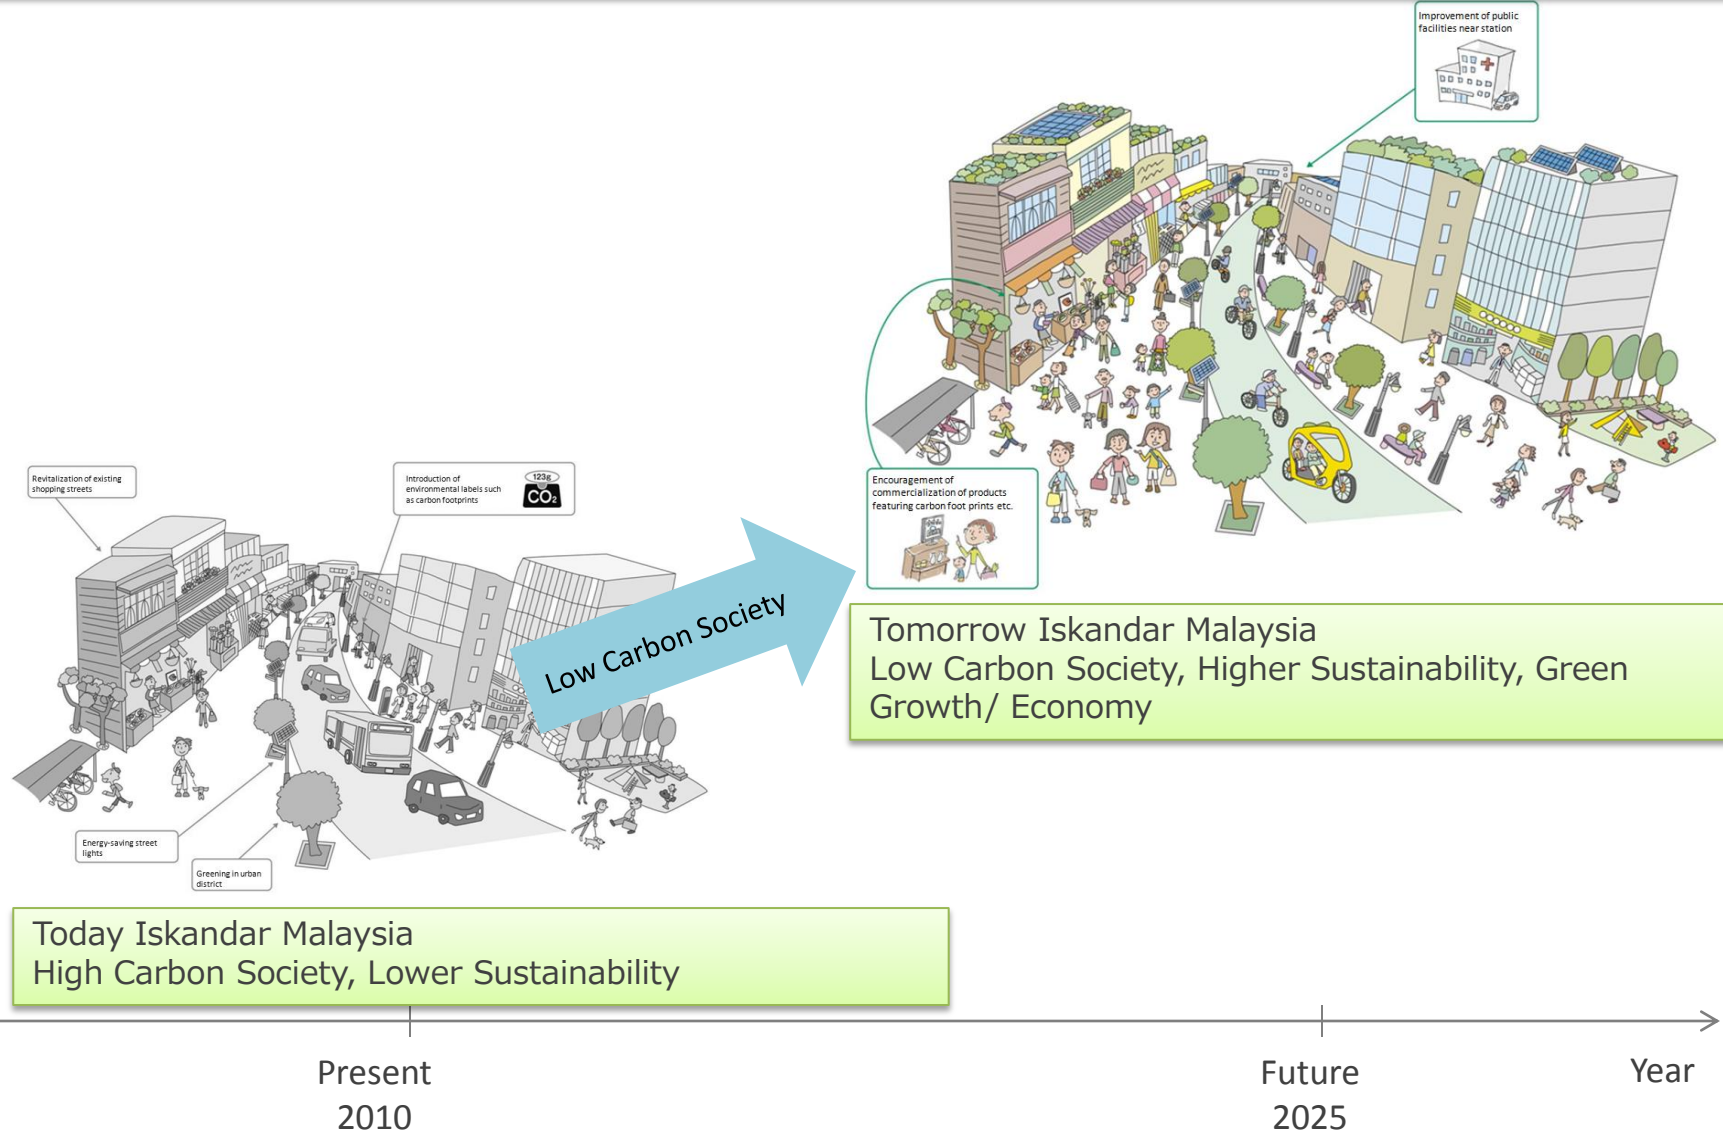 Improvement of public
facilities near station
Encouragement of
commercialization of products
featuring carbon foot prints etc.
Revitalization of existing
shopping streets
Introduction of
environmental labels such
as carbon footprints
123g
CO₂
Low Carbon Society
Tomorrow Iskandar Malaysia
Low Carbon Society, Higher Sustainability, Green
Growth/ Economy
Energy-saving street
lights
Greening in urban
district
Today Iskandar Malaysia
High Carbon Society, Lower Sustainability
Present
2010
Future
2025
Year